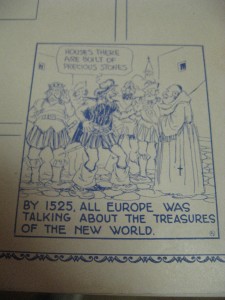 HOUSES THERE
ARE BUILT OF
PRECIOUS STONES
BY 1525, ALL EUROPE WAS
TALKING ABOUT THE TREASURES
OF THE NEW WORLD.